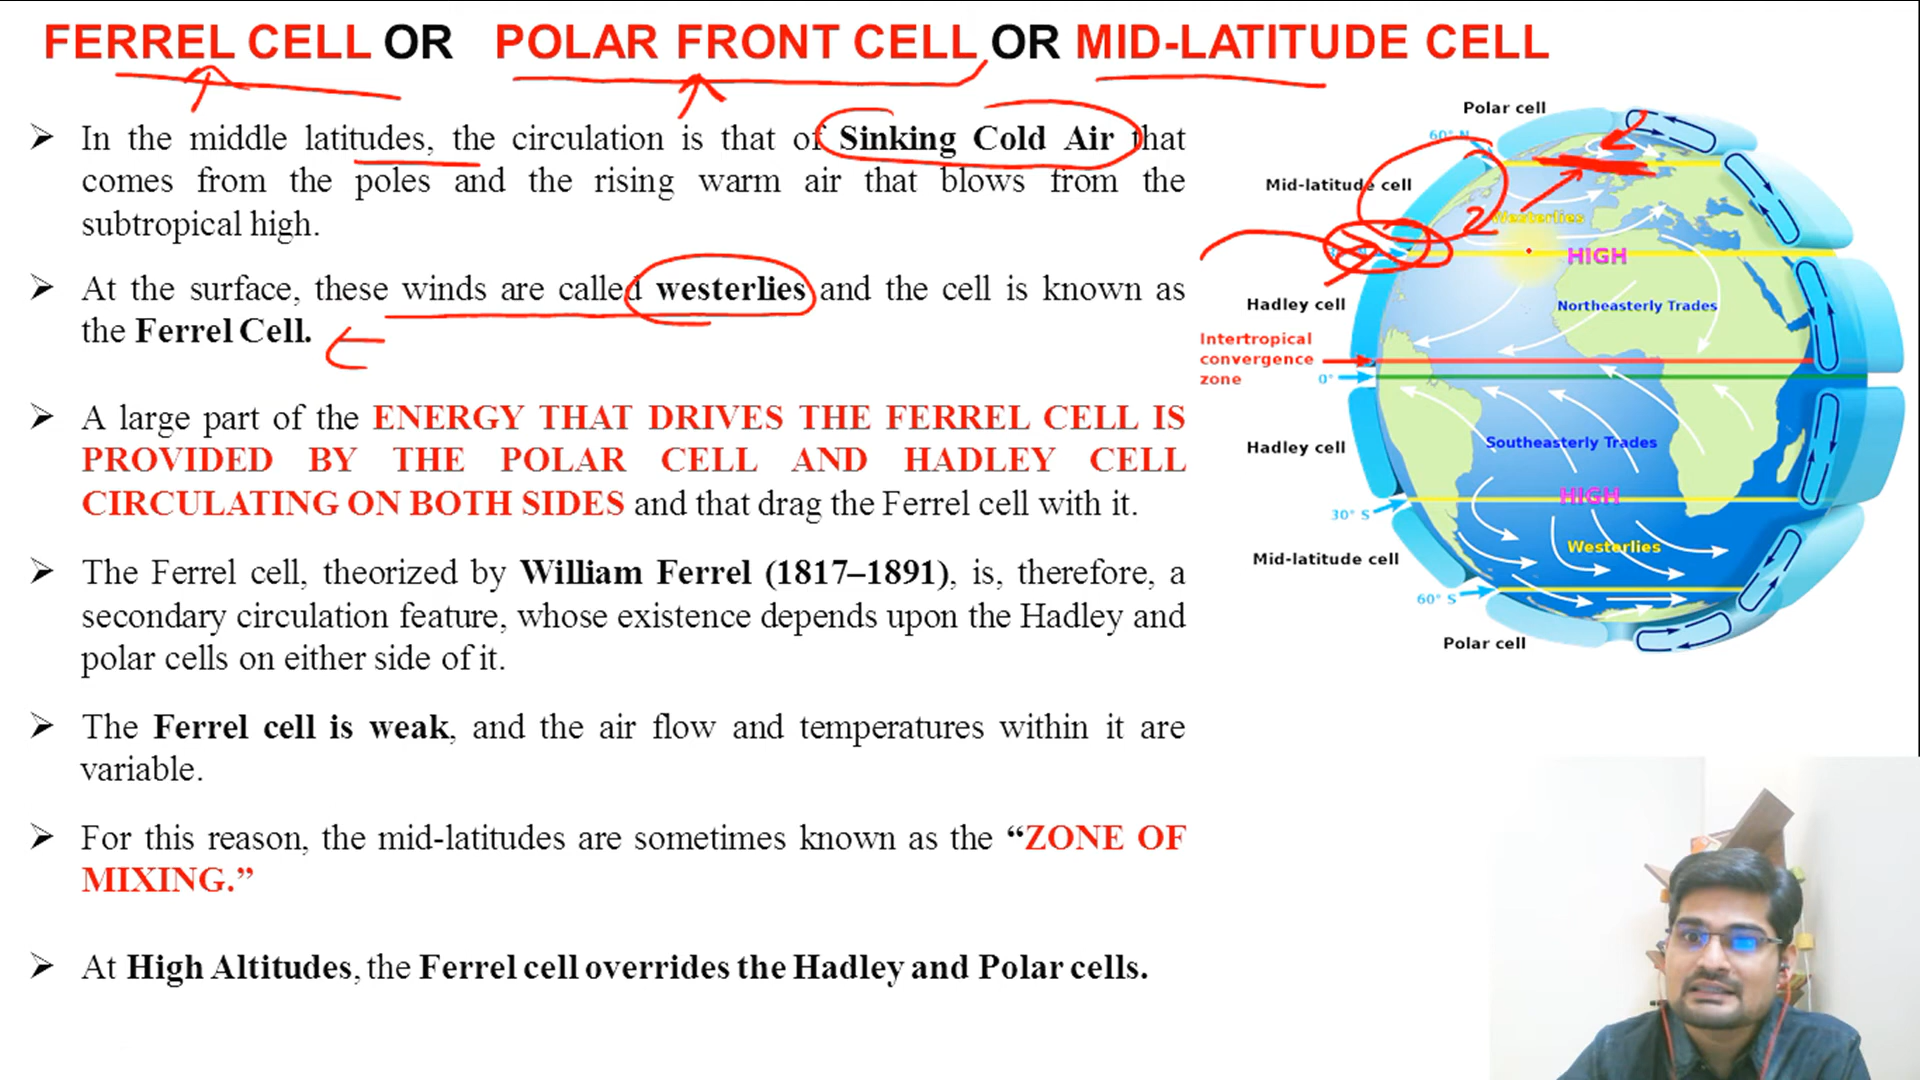 FERREL CELL OR POLAR FRONT CELL OR MID-LATITUDE CELL
➢ In the middle latitudes, the circulation is that of Sinking Cold Air that
comes from the poles and the rising warm air that blows from the
subtropical high.
➢ At the surface, these winds are called westerlies and the cell is known as
the Ferrel Cell.
➢ A large part of the ENERGY THAT DRIVES THE FERREL CELL IS
PROVIDED BY THE POLAR CELL AND HADLEY CELL
CIRCULATING ON BOTH SIDES and that drag the Ferrel cell with it.
➢ The Ferrel cell, theorized by William Ferrel (1817–1891), is, therefore, a
secondary circulation feature, whose existence depends upon the Hadley and
polar cells on either side of it.
➢ The Ferrel cell is weak, and the air flow and temperatures within it are
variable.
➢ For this reason, the mid-latitudes are sometimes known as the “ZONE OF
MIXING.”
➢ At High Altitudes, the Ferrel cell overrides the Hadley and Polar cells.
Polar cell
60° N
Mid-latitude cell
Westerlies
HIGH
Hadley cell
Northeasterly Trades
Intertropical
convergence
zone
0°
Hadley cell
Southeasterly Trades
HIGH
30° S
Westerlies
Mid-latitude cell
60° S
Polar cell